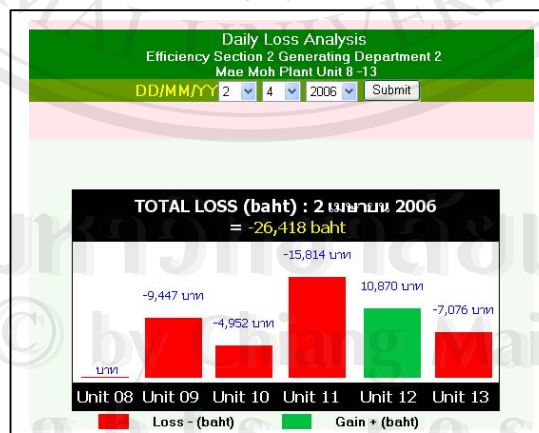 Daily Loss Analysis
Efficiency Section 2 Generating Department 2
Mae Moh Plant Unit 8 -13
DD/MM/YY 2 4 2006 Submit
TOTAL LOSS (baht) : 2 เมษายน 2006
= -26,418 baht
-15,814 บาท
10,870 บาท
-9,447 บาท
-7,076 บาท
-4,952 บาท
บาท
Unit 08 Unit 09 Unit 10 Unit 11 Unit 12 Unit 13
Loss - (baht) Gain + (baht)
© by Chiang Mai